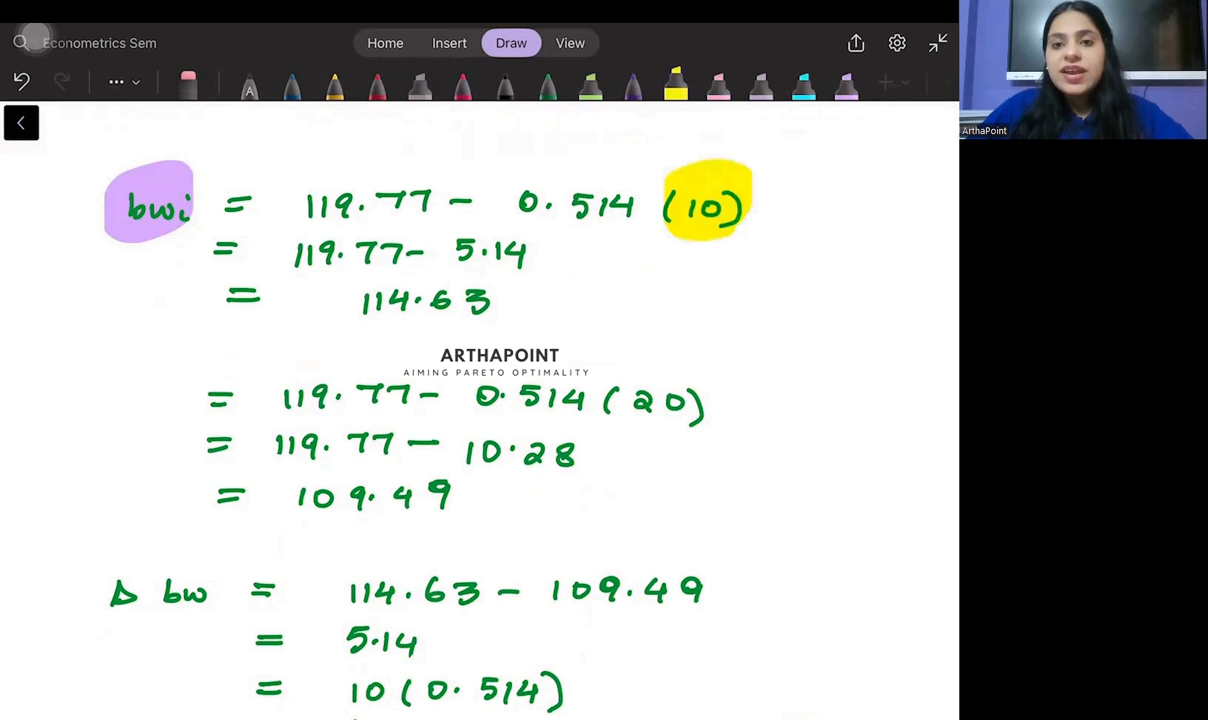 Econometrics Sem
Home Insert Draw View
A
ArthaPoint
bwi = 119.77 - 0.514 (10)
= 119.77 - 5.14
= 114.63
ARTHAPOINT
AIMING PARETO OPTIMALITY
= 119.77 - 0.514 (20)
= 119.77 - 10.28
= 109.49
Δ bw = 114.63 - 109.49
= 5.14
= 10 (0.514)